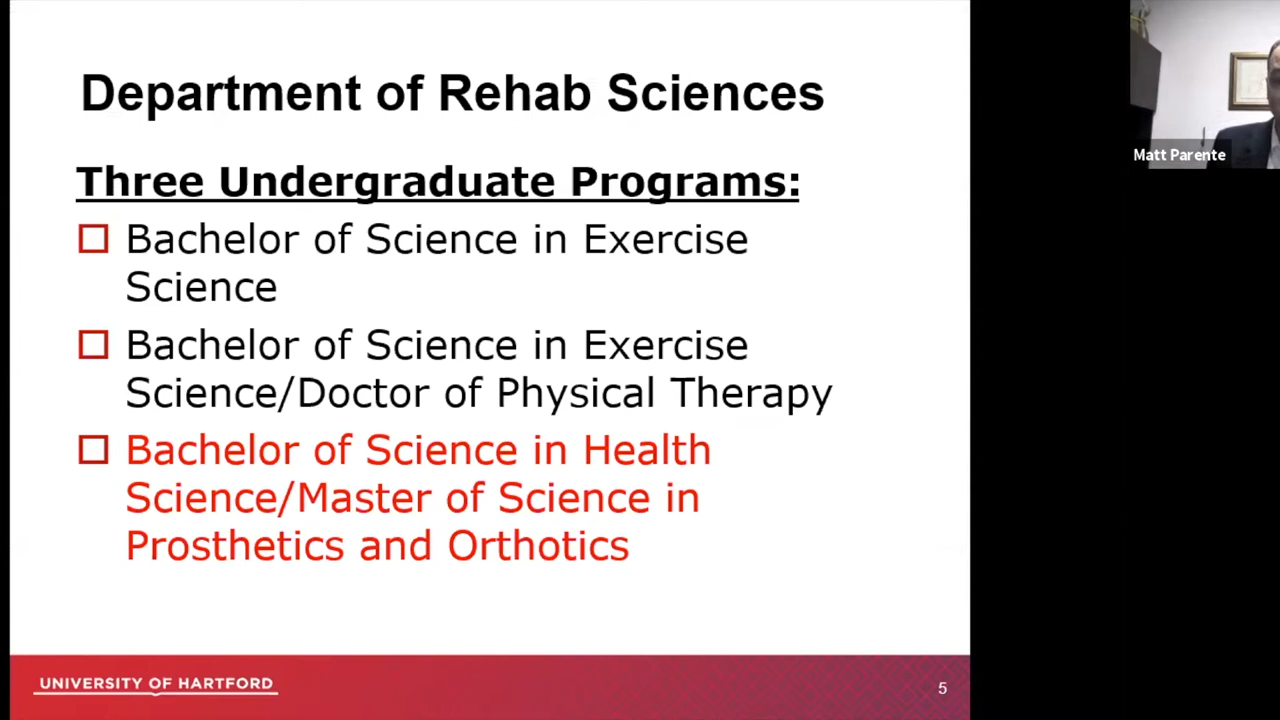 Department of Rehab Sciences
Three Undergraduate Programs:
Bachelor of Science in Exercise
Science
Bachelor of Science in Exercise
Science/Doctor of Physical Therapy
Bachelor of Science in Health
Science/Master of Science in
Prosthetics and Orthotics
UNIVERSITY OF HARTFORD
5
Matt Parente